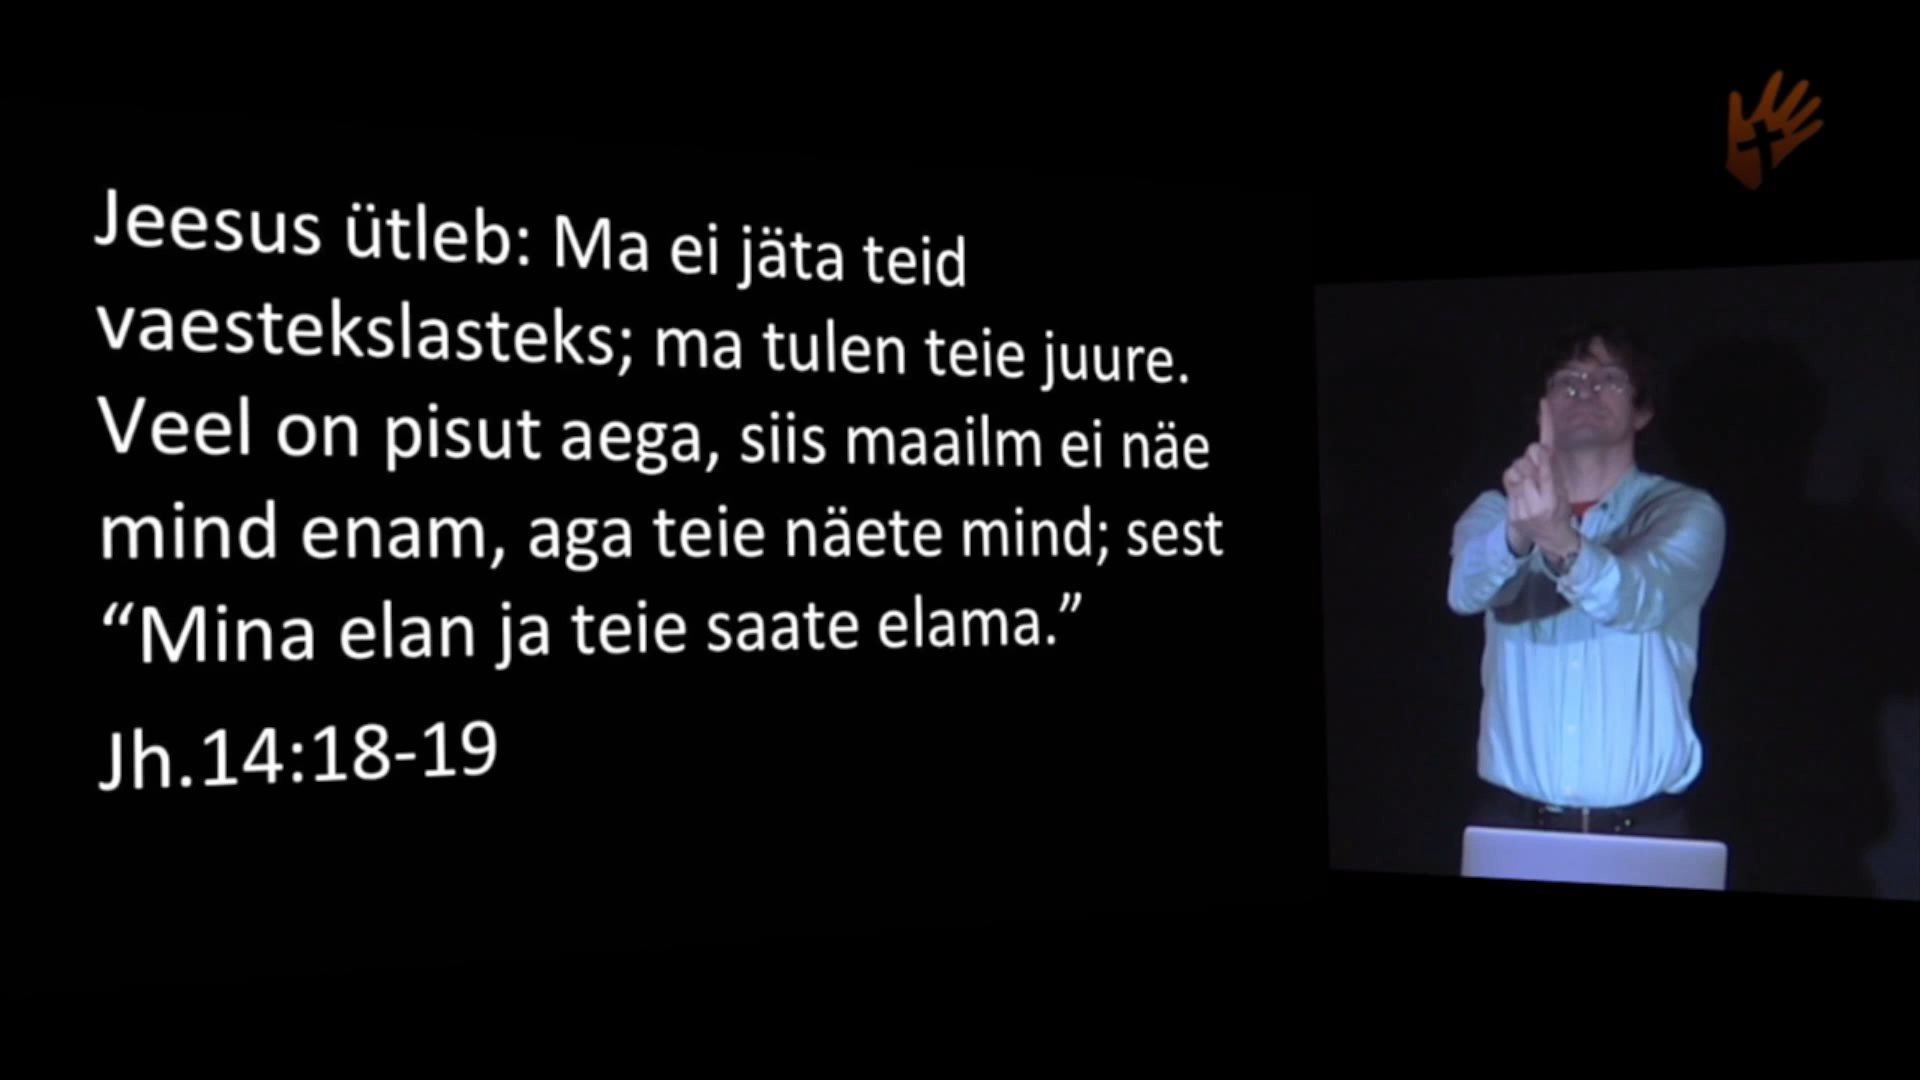 Jeesus ütleb: Ma ei jäta teid
vaestekslasteks; ma tulen teie juure.
Veel on pisut aega, siis maailm ei näe
mind enam, aga teie näete mind; sest
“Mina elan ja teie saate elama.”
Jh.14:18-19